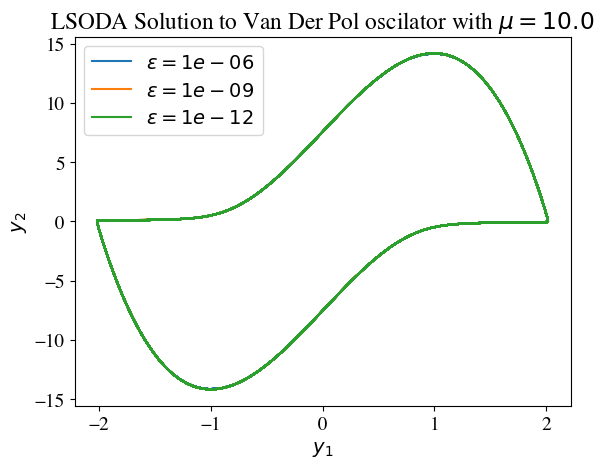 LSODA Solution to Van Der Pol oscilator with μ = 10.0
ε = 1e − 06
ε = 1e − 09
ε = 1e − 12
15
10
5
0
−5
−10
−15
y₂
−2
−1
0
1
2
y₁